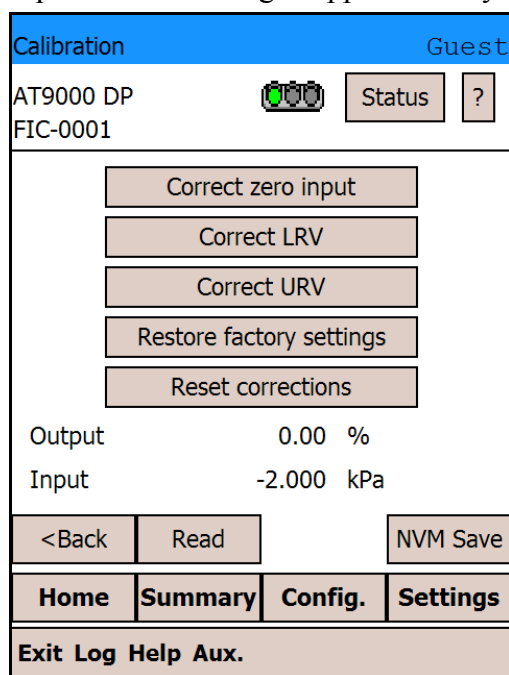 Calibration Guest
AT9000 DP Status ?
FIC-0001
Correct zero input
Correct LRV
Correct URV
Restore factory settings
Reset corrections
Output 0.00 %
Input -2.000 kPa
<Back Read NVM Save
Home Summary Config. Settings
Exit Log Help Aux.